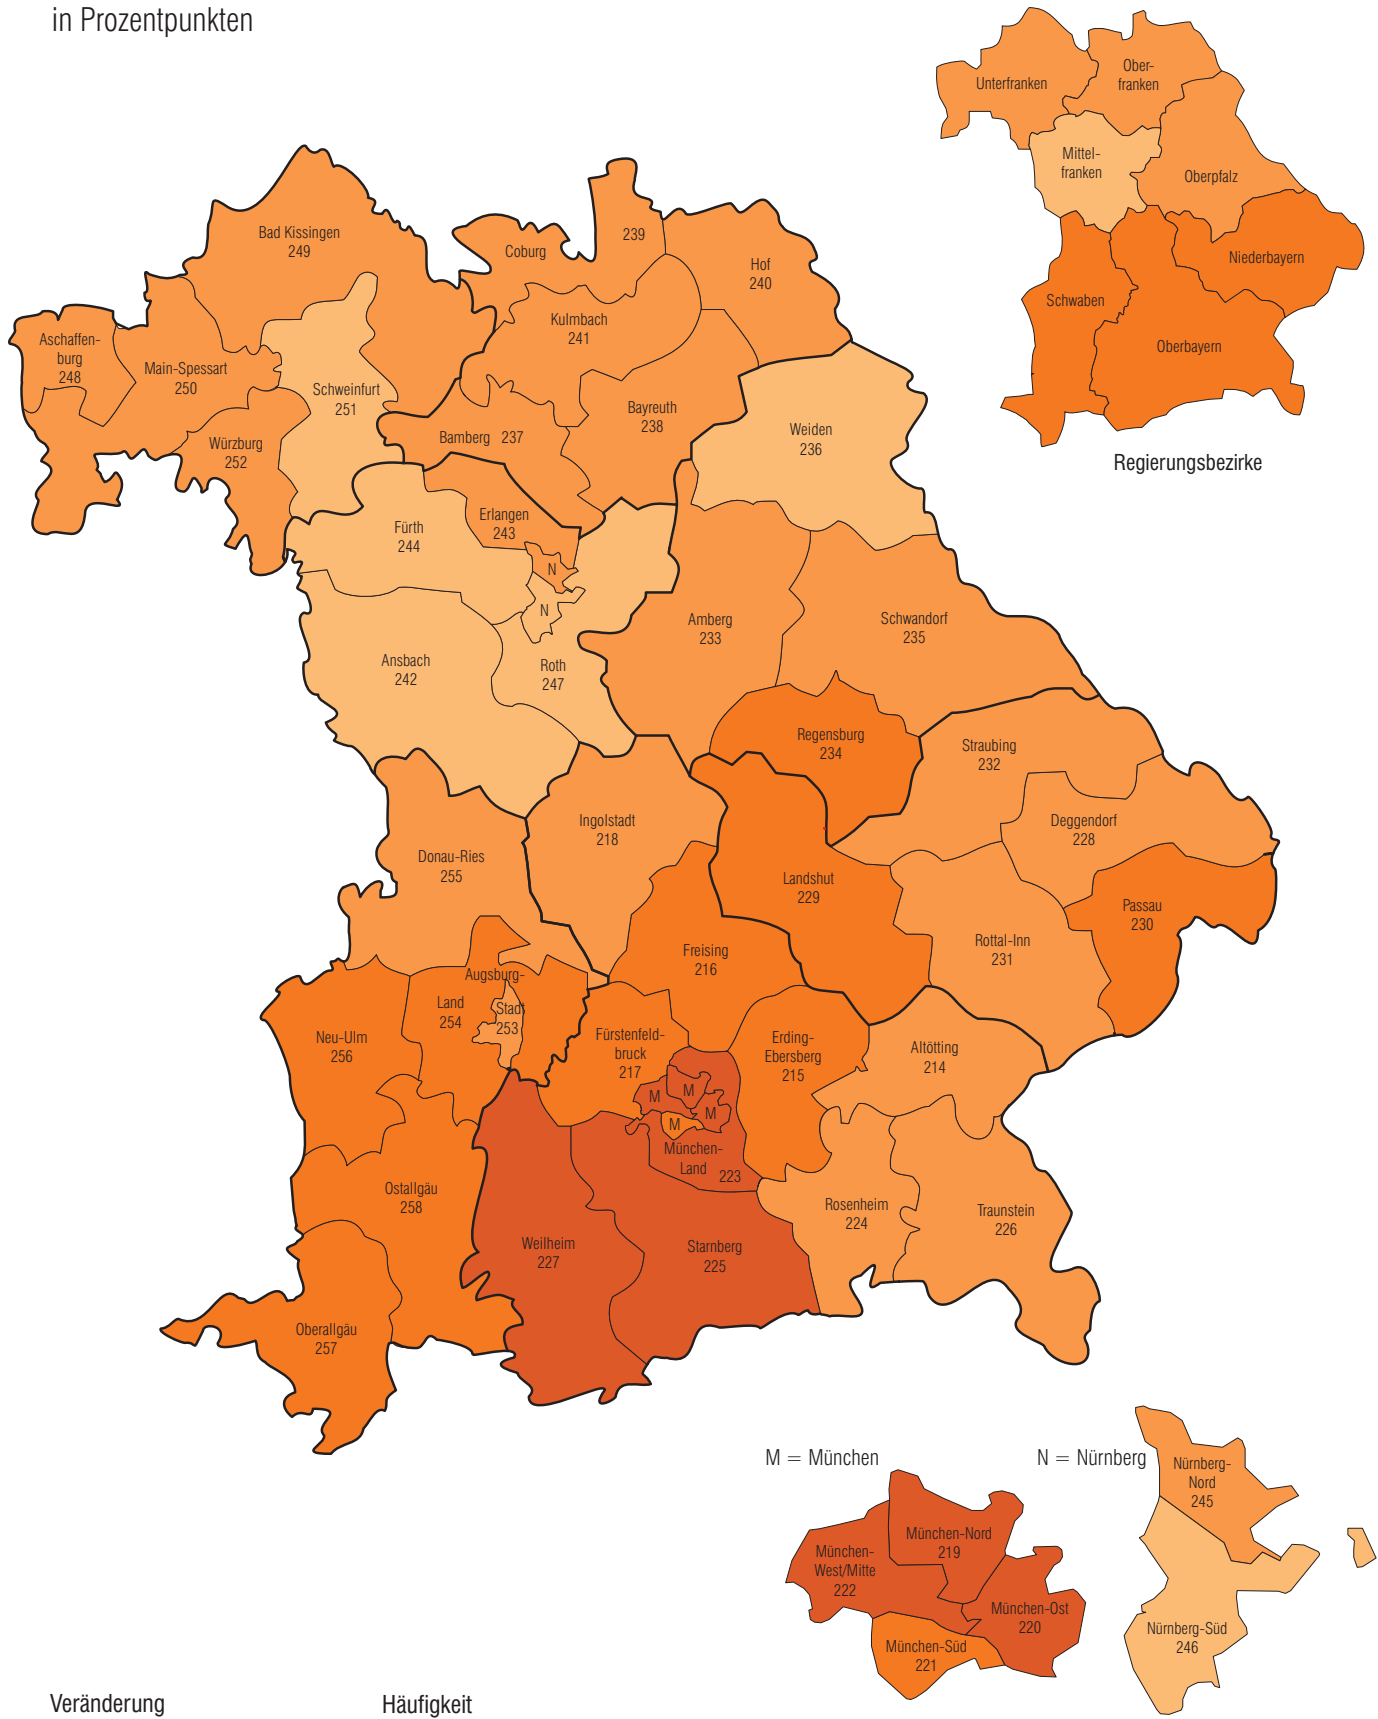 in Prozentpunkten
Unterfranken
Ober-
franken
Mittel-
franken
Oberpfalz
Niederbayern
Schwaben
Oberbayern
Regierungsbezirke
Bad Kissingen
249
Coburg
239
Hof
240
Kulmbach
241
Aschaffen-
burg
248
Main-Spessart
250
Schweinfurt
251
Würzburg
252
Bamberg 237
Bayreuth
238
Weiden
236
Fürth
244
Erlangen
243
N
N
Amberg
233
Schwandorf
235
Ansbach
242
Roth
247
Regensburg
234
Straubing
232
Ingolstadt
218
Deggendorf
228
Donau-Ries
255
Landshut
229
Passau
230
Rottal-Inn
231
Freising
216
Augsburg-
Land
254
Stadt
253
Neu-Ulm
256
Fürstenfeld-
bruck
217
Erding-
Ebersberg
215
Altötting
214
M
M
M
M
München-
Land 223
Ostallgäu
258
Rosenheim
224
Traunstein
226
Weilheim
227
Starnberg
225
Oberallgäu
257
M = München
N = Nürnberg
München-Nord
219
München-
West/Mitte
222
München-Ost
220
München-Süd
221
Nürnberg-
Nord
245
Nürnberg-Süd
246
Veränderung
Häufigkeit